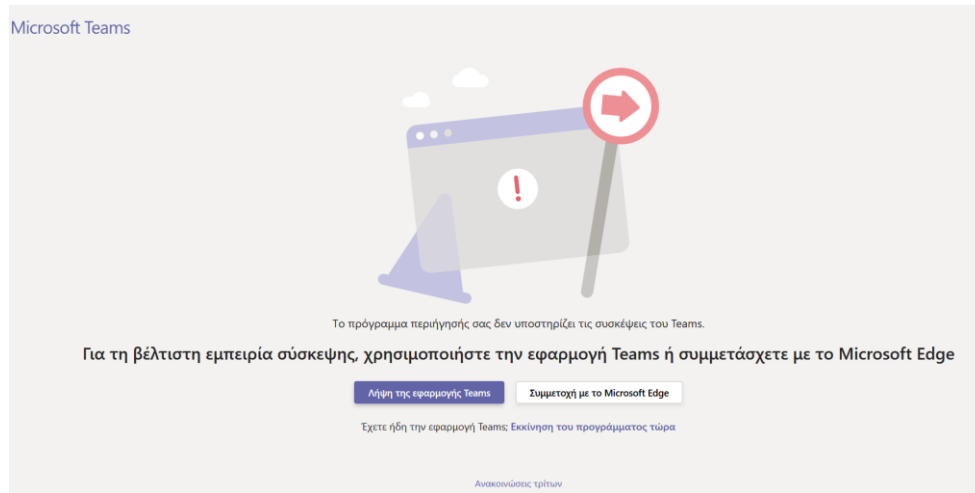 Microsoft Teams
Το πρόγραμμα περιήγησής σας δεν υποστηρίζει τις συσκέψεις του Teams.
Για τη βέλτιστη εμπειρία σύσκεψης, χρησιμοποιήστε την εφαρμογή Teams ή συμμετάσχετε με το Microsoft Edge
Λήψη της εφαρμογής Teams Συμμετοχή με το Microsoft Edge
Έχετε ήδη την εφαρμογή Teams; Εκκίνηση του προγράμματος τώρα
Ανακοινώσεις τρίτων